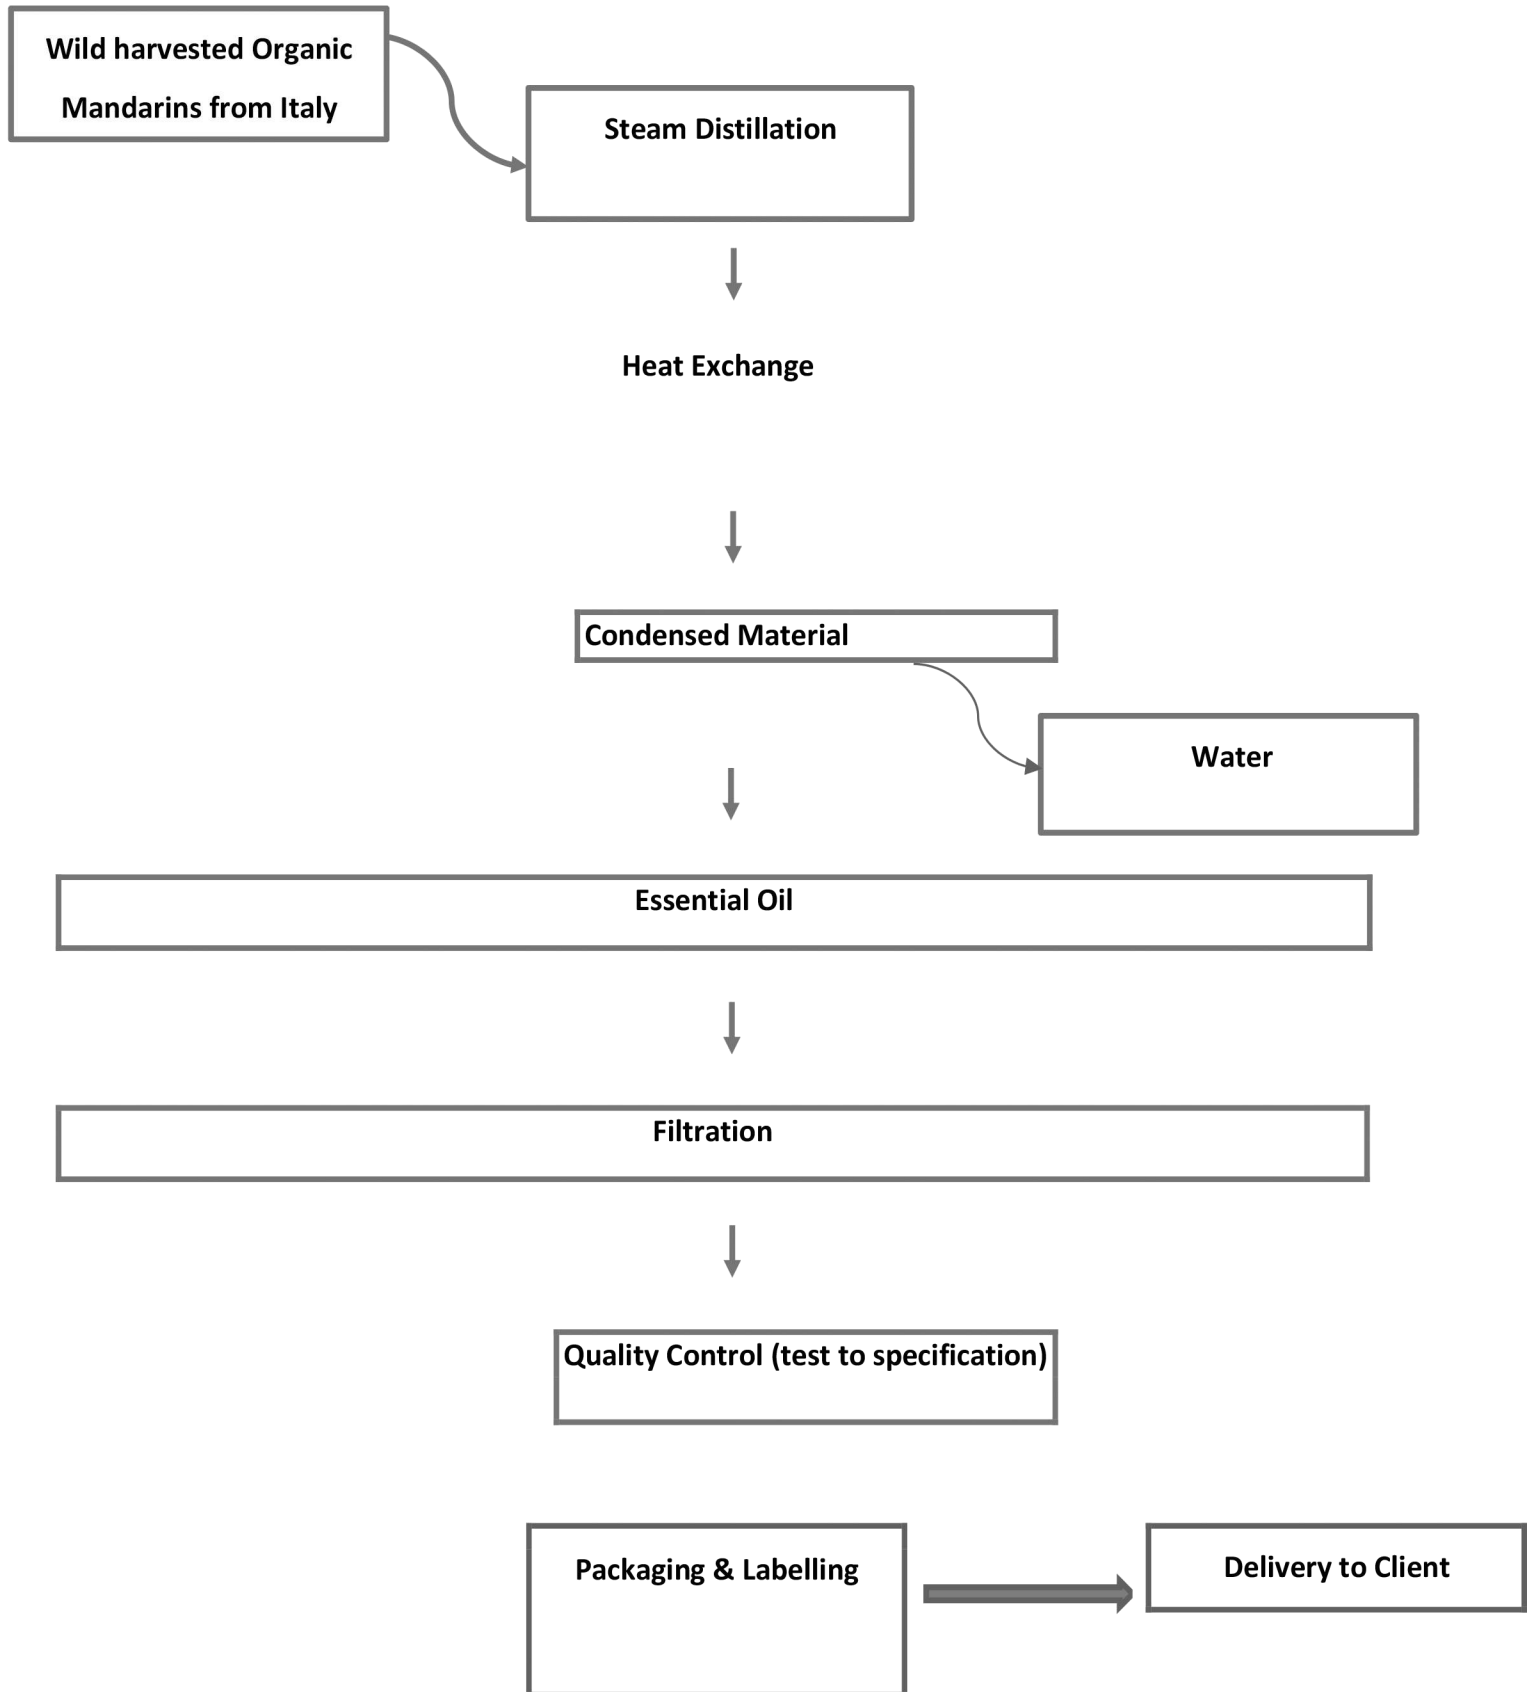 Wild harvested Organic
Mandarins from Italy
Steam Distillation
Heat Exchange
Condensed Material
Water
Essential Oil
Filtration
Quality Control (test to specification)
Packaging & Labelling
Delivery to Client